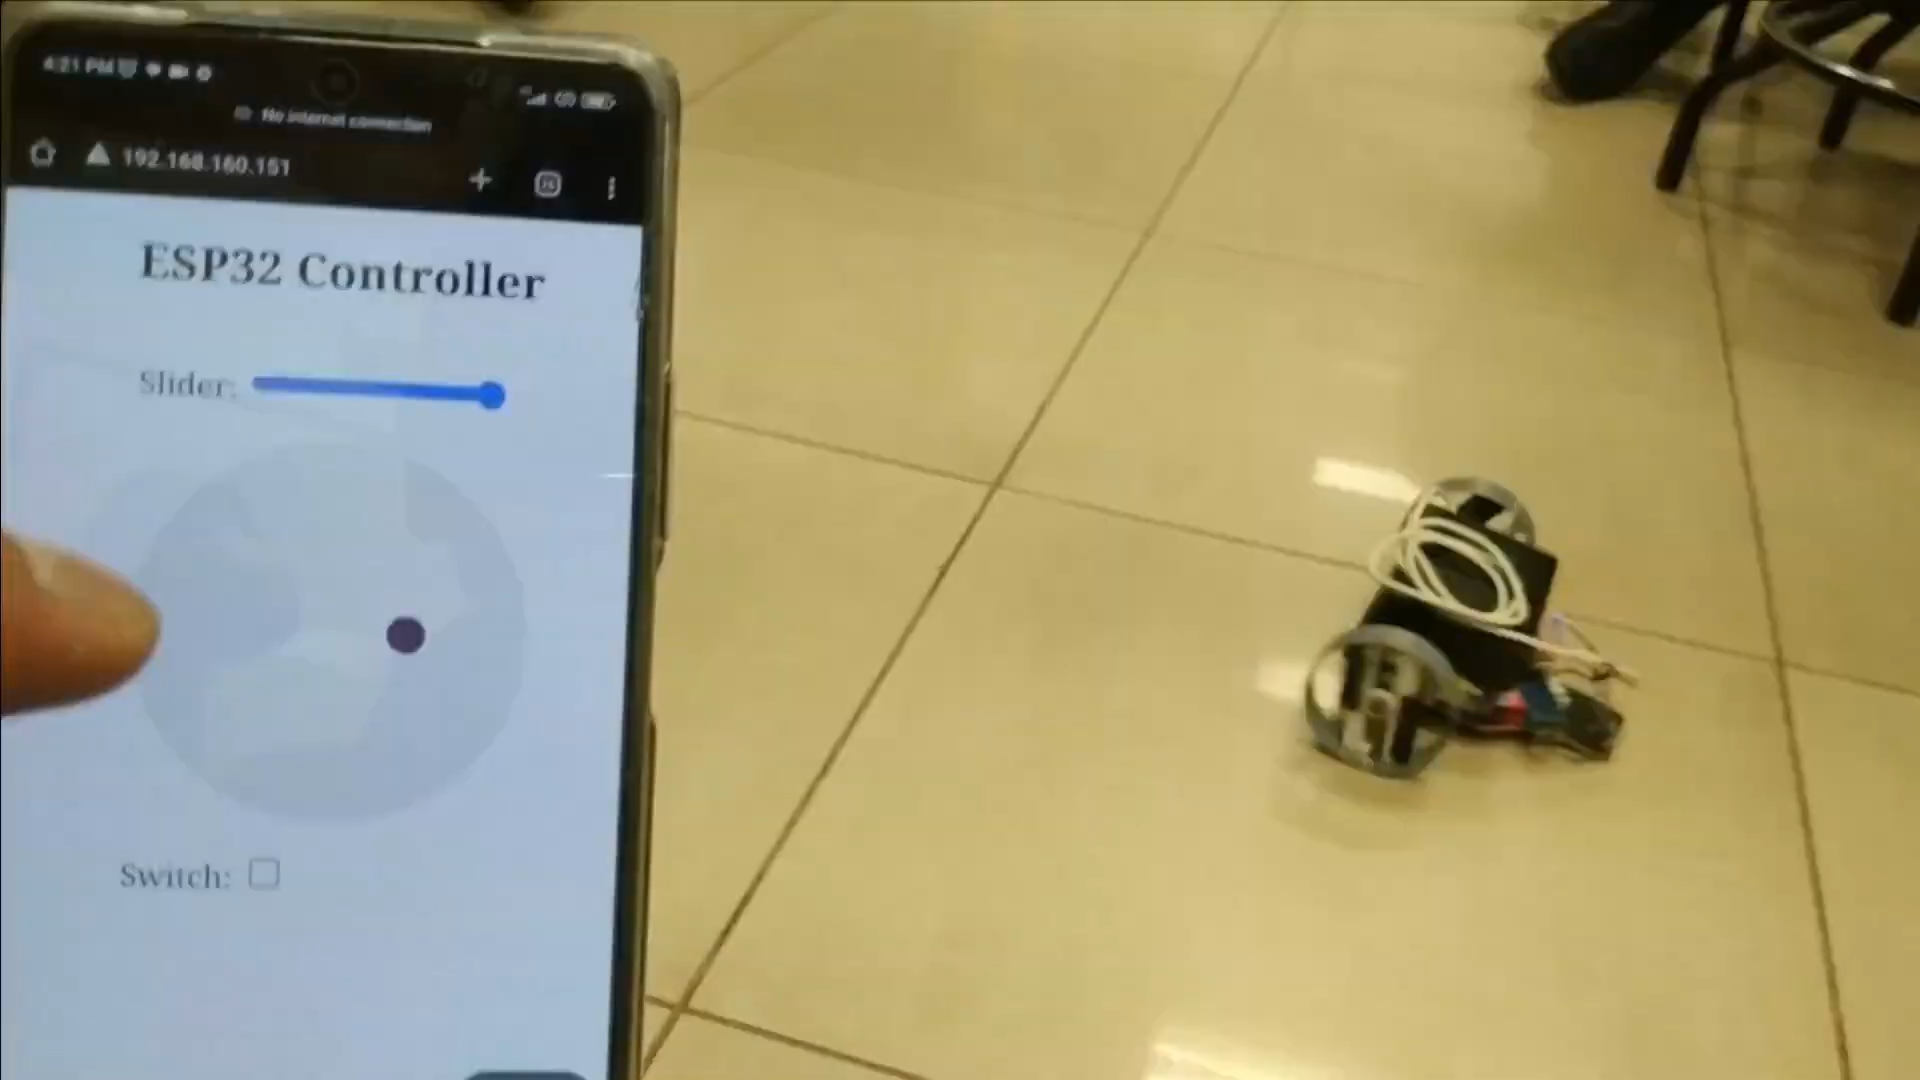 4:21 PM
No internet connection
192.168.160.151
ESP32 Controller
Slider:
Switch: